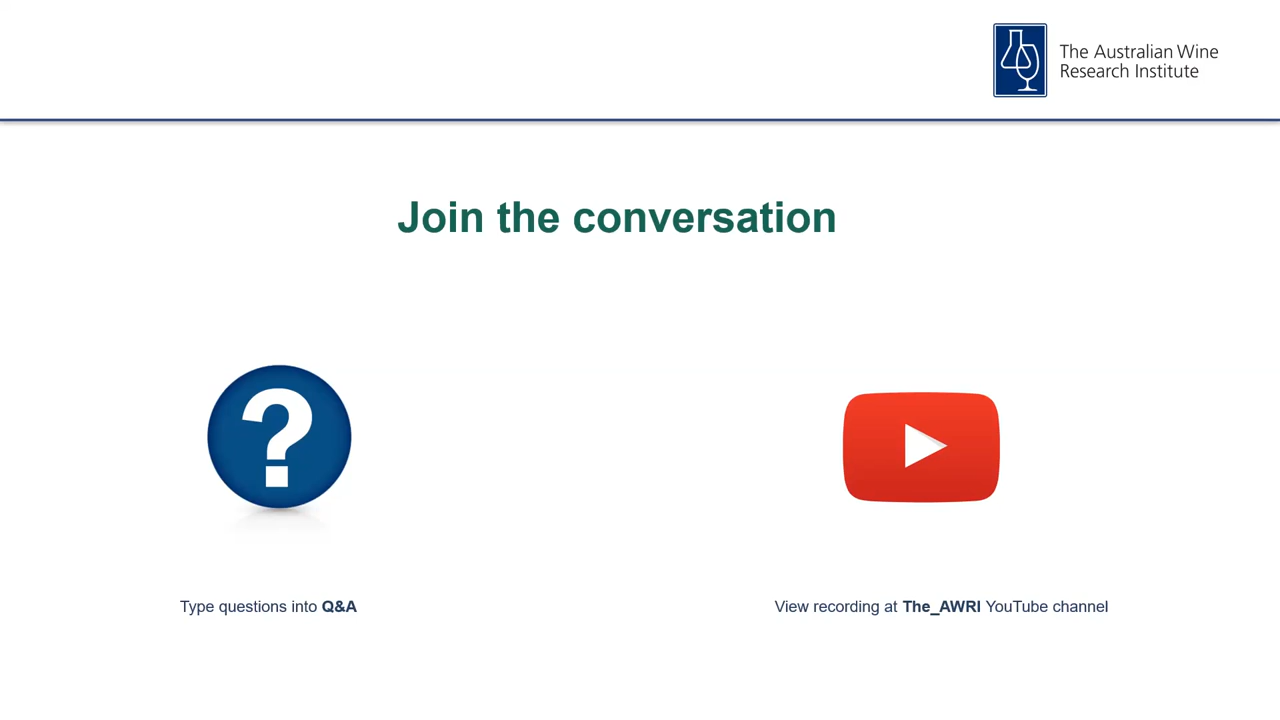 The Australian Wine
Research Institute
Join the conversation
?
Type questions into Q&A
View recording at The_AWRI YouTube channel